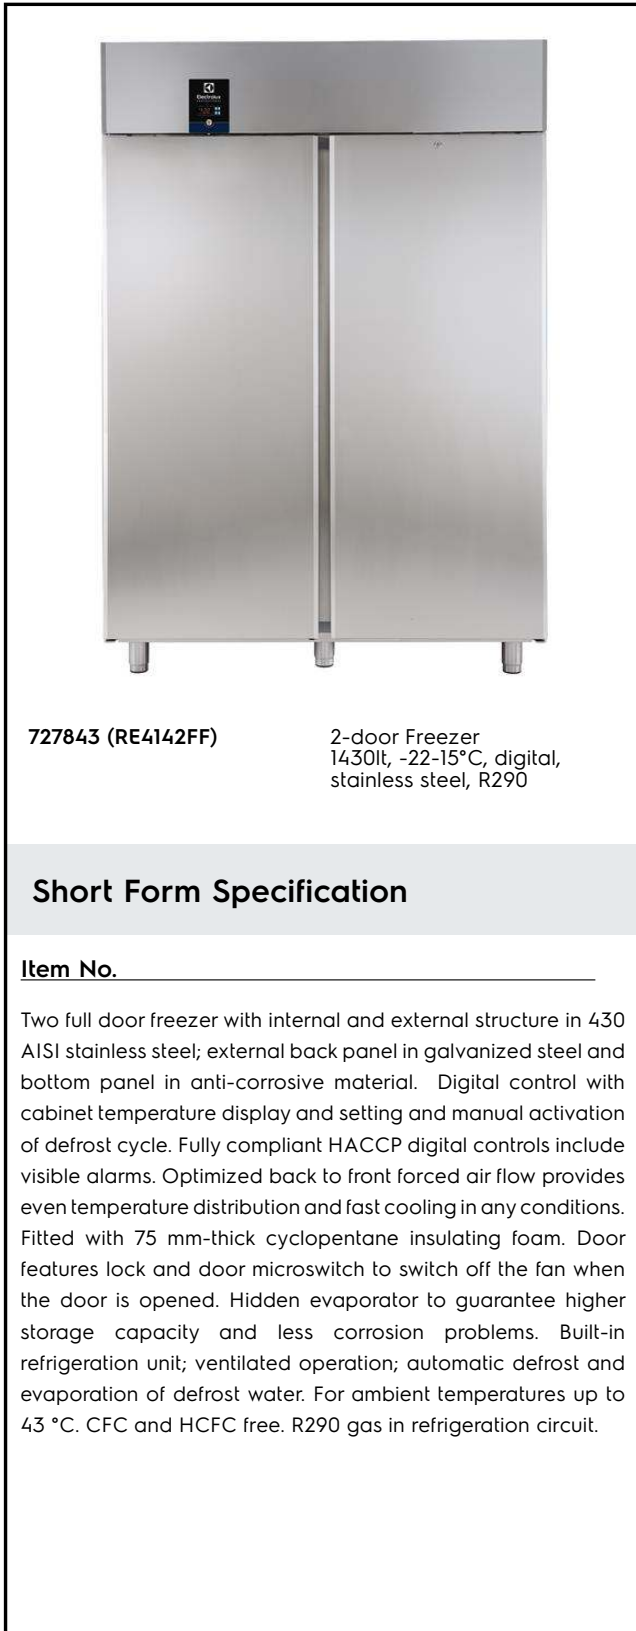 Electrolux
PROFESSIONAL
727843 (RE4142FF)
2-door Freezer
1430lt, -22-15°C, digital,
stainless steel, R290
Short Form Specification
Item No.
Two full door freezer with internal and external structure in 430
AISI stainless steel; external back panel in galvanized steel and
bottom panel in anti-corrosive material. Digital control with
cabinet temperature display and setting and manual activation
of defrost cycle. Fully compliant HACCP digital controls include
visible alarms. Optimized back to front forced air flow provides
even temperature distribution and fast cooling in any conditions.
Fitted with 75 mm-thick cyclopentane insulating foam. Door
features lock and door microswitch to switch off the fan when
the door is opened. Hidden evaporator to guarantee higher
storage capacity and less corrosion problems. Built-in
refrigeration unit; ventilated operation; automatic defrost and
evaporation of defrost water. For ambient temperatures up to
43 °C. CFC and HCFC free. R290 gas in refrigeration circuit.